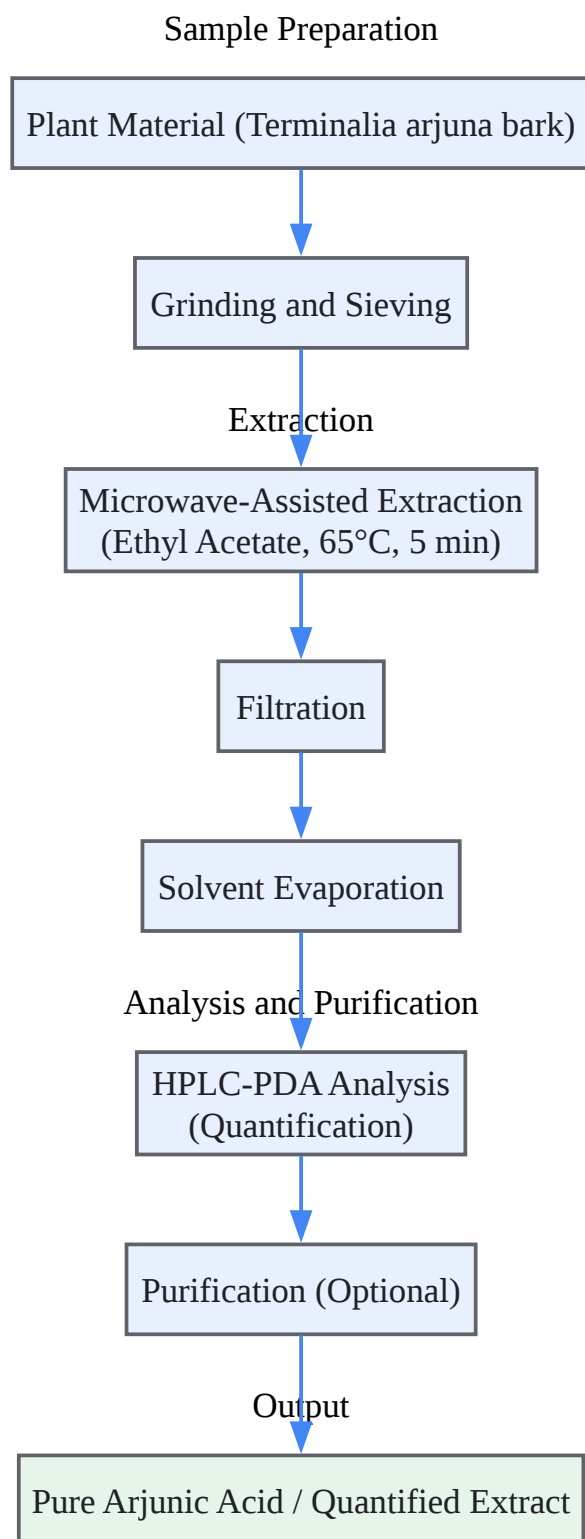 Sample Preparation
Plant Material (Terminalia arjuna bark)
Grinding and Sieving
Extraction
Microwave-Assisted Extraction
(Ethyl Acetate, 65°C, 5 min)
Filtration
Solvent Evaporation
Analysis and Purification
HPLC-PDA Analysis
(Quantification)
Purification (Optional)
Output
Pure Arjunic Acid / Quantified Extract